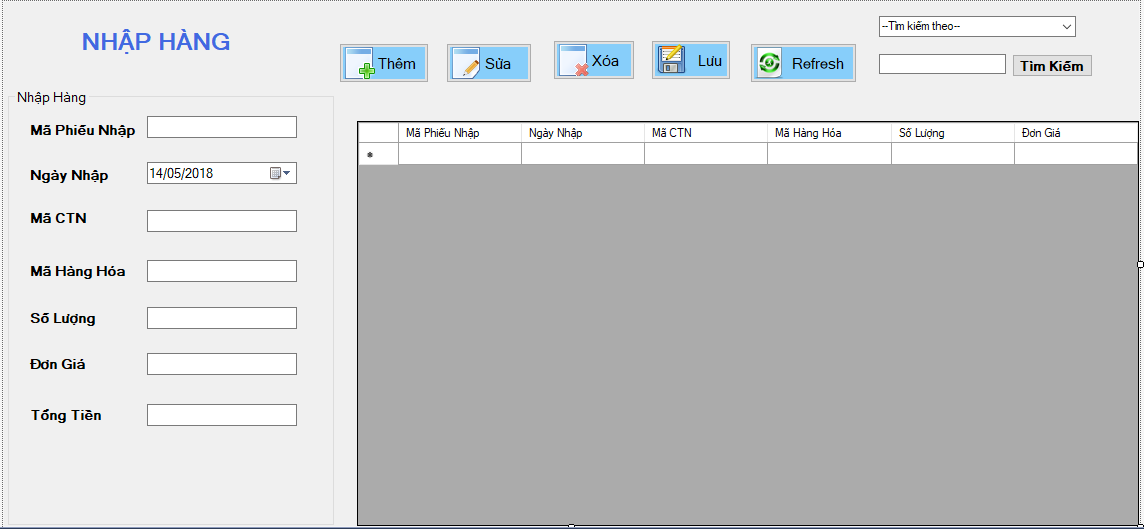 NHẬP HÀNG
Thêm
Sửa
Xóa
Lưu
Refresh
--Tìm kiếm theo--
Tìm Kiếm
Nhập Hàng
Mã Phiếu Nhập
Ngày Nhập
14/05/2018
Mã CTN
Mã Hàng Hóa
Số Lượng
Đơn Giá
Tổng Tiền
Mã Phiếu Nhập Ngày Nhập Mã CTN Mã Hàng Hóa Số Lượng Đơn Giá